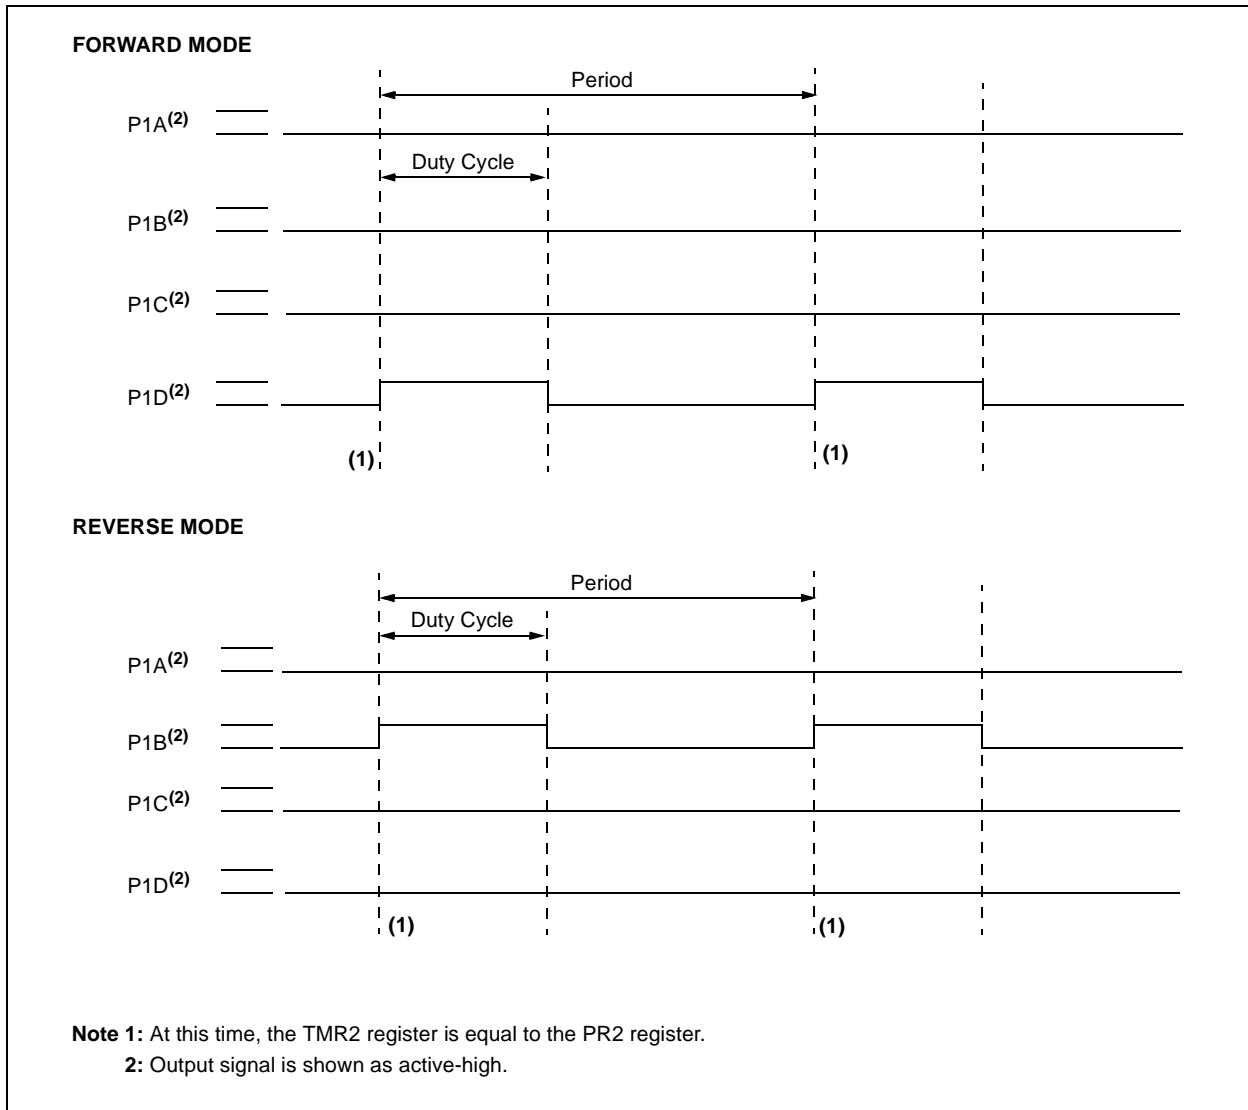 FORWARD MODE
Period
P1A(2)
Duty Cycle
P1B(2)
P1C(2)
P1D(2)
(1)
(1)
REVERSE MODE
Period
Duty Cycle
P1A(2)
P1B(2)
P1C(2)
P1D(2)
(1)
(1)
Note 1: At this time, the TMR2 register is equal to the PR2 register.
2: Output signal is shown as active-high.